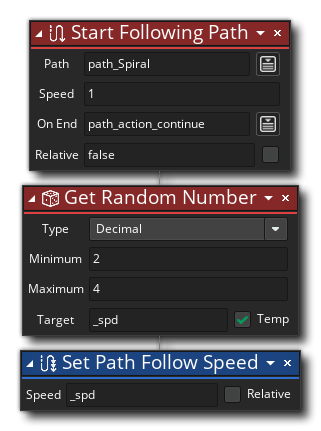 Start Following Path
Path path_Spiral
Speed 1
On End path_action_continue
Relative false
Get Random Number
Type Decimal
Minimum 2
Maximum 4
Target _spd Temp
Set Path Follow Speed
Speed _spd Relative